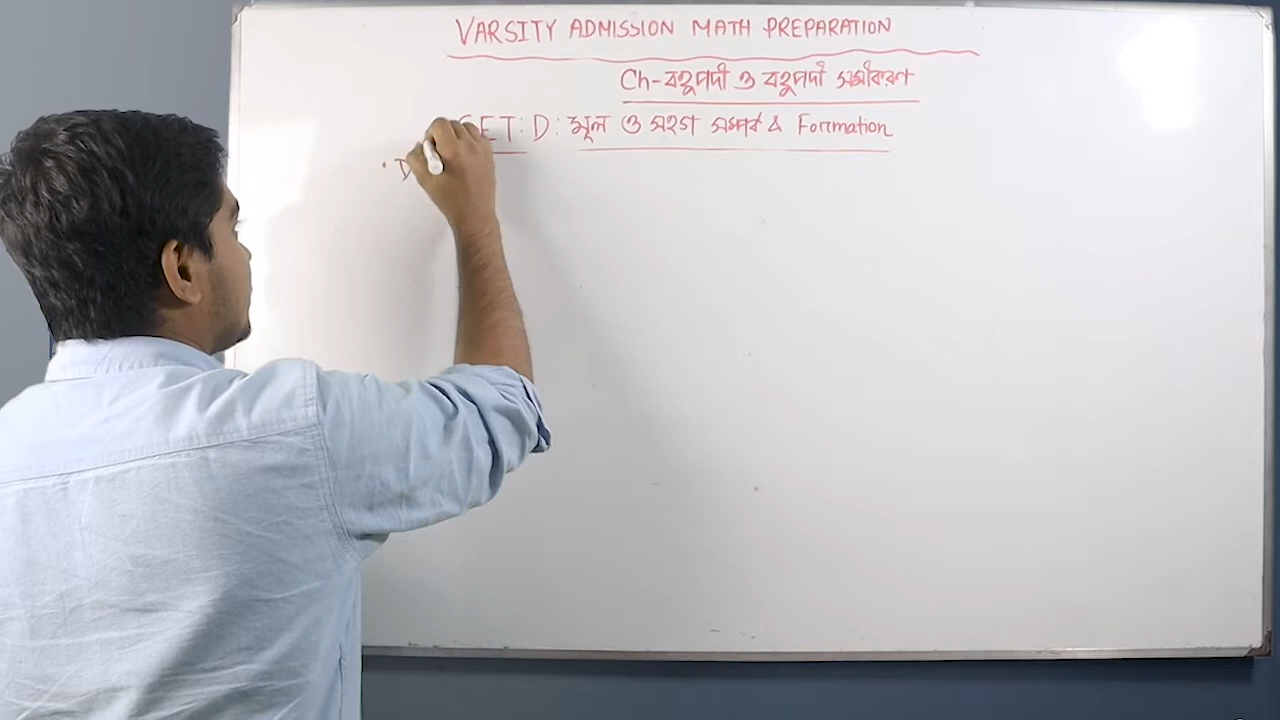 VARSITY ADMISSION MATH PREPARATION
Ch-বহুপদী ও বহুপদী সমীকরণ
SET: D: মূল ও সহগ সম্পর্ক & Formation
• D